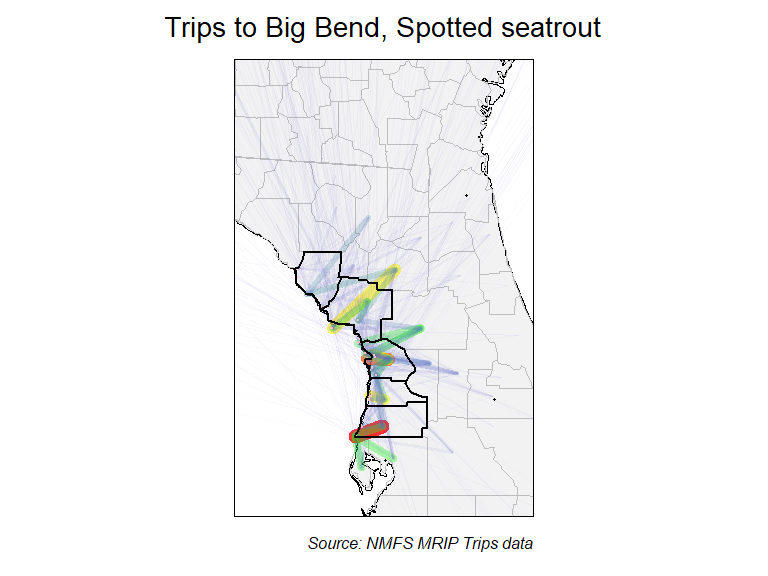 Trips to Big Bend, Spotted seatrout
Source: NMFS MRIP Trips data